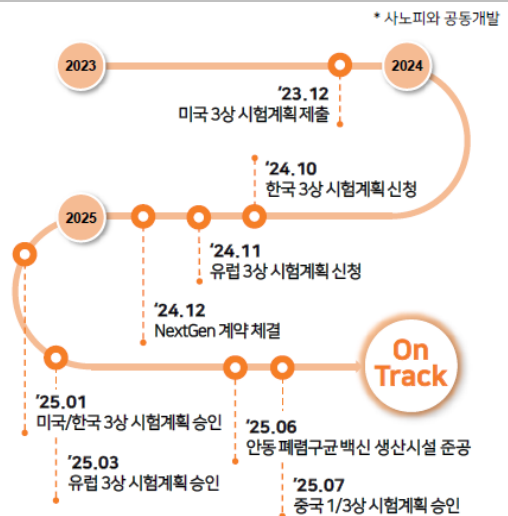 * 사노피와 공동개발
2023
2024
’23.12
미국 3상 시험계획 제출
’24.10
한국 3상 시험계획 신청
2025
’24.11
유럽 3상 시험계획 신청
’24.12
NextGen 계약 체결
On
Track
’25.01
미국/한국 3상 시험계획 승인
’25.03
유럽 3상 시험계획 승인
’25.06
안동 폐렴구균 백신 생산시설 준공
’25.07
중국 1/3상 시험계획 승인